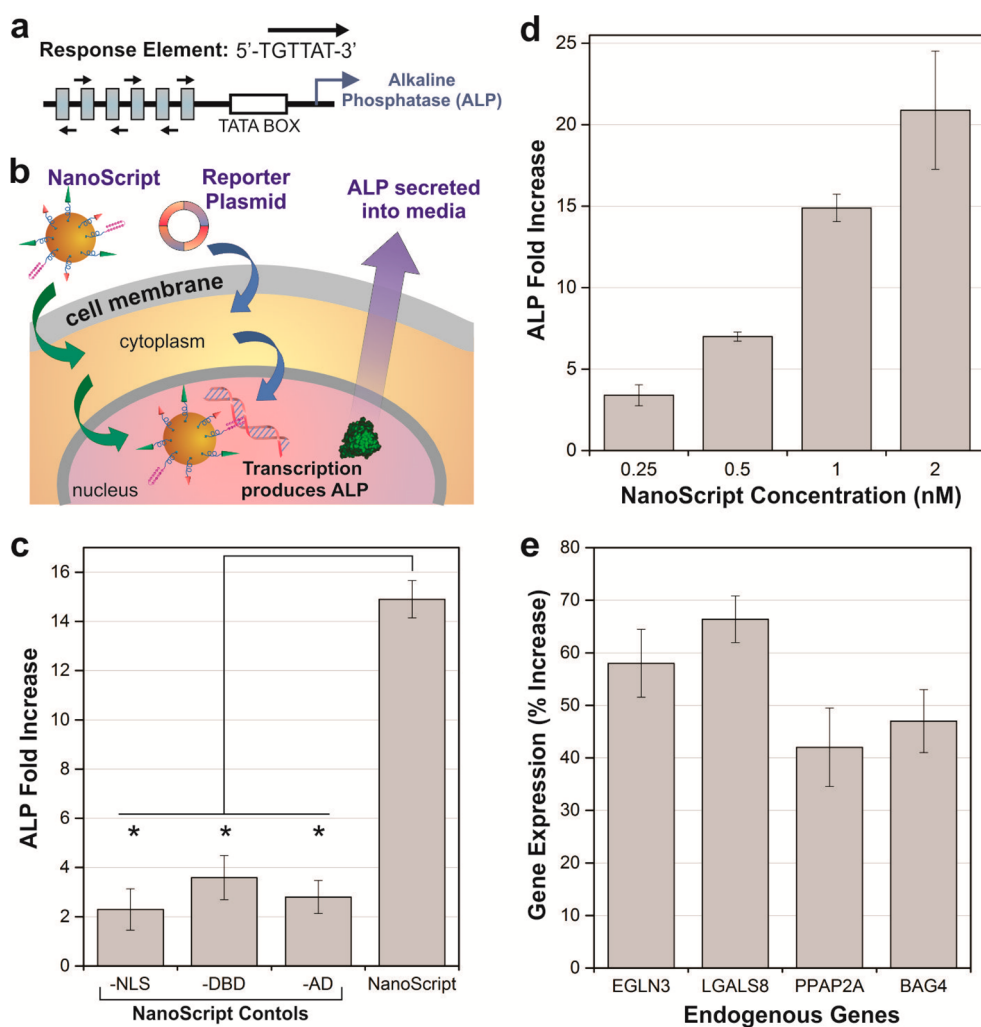 a
Response Element: 5'-TGTTAT-3'
Alkaline
Phosphatase (ALP)
TATA BOX
b
NanoScript
Reporter
Plasmid
ALP secreted
into media
cell membrane
cytoplasm
nucleus
Transcription
produces ALP
c
ALP Fold Increase
16
14
12
10
8
6
4
2
0
* * *
-NLS -DBD -AD NanoScript
NanoScript Contols
d
ALP Fold Increase
25
20
15
10
5
0
0.25 0.5 1 2
NanoScript Concentration (nM)
e
Gene Expression (% Increase)
80
70
60
50
40
30
20
10
0
EGLN3 LGALS8 PPAP2A BAG4
Endogenous Genes